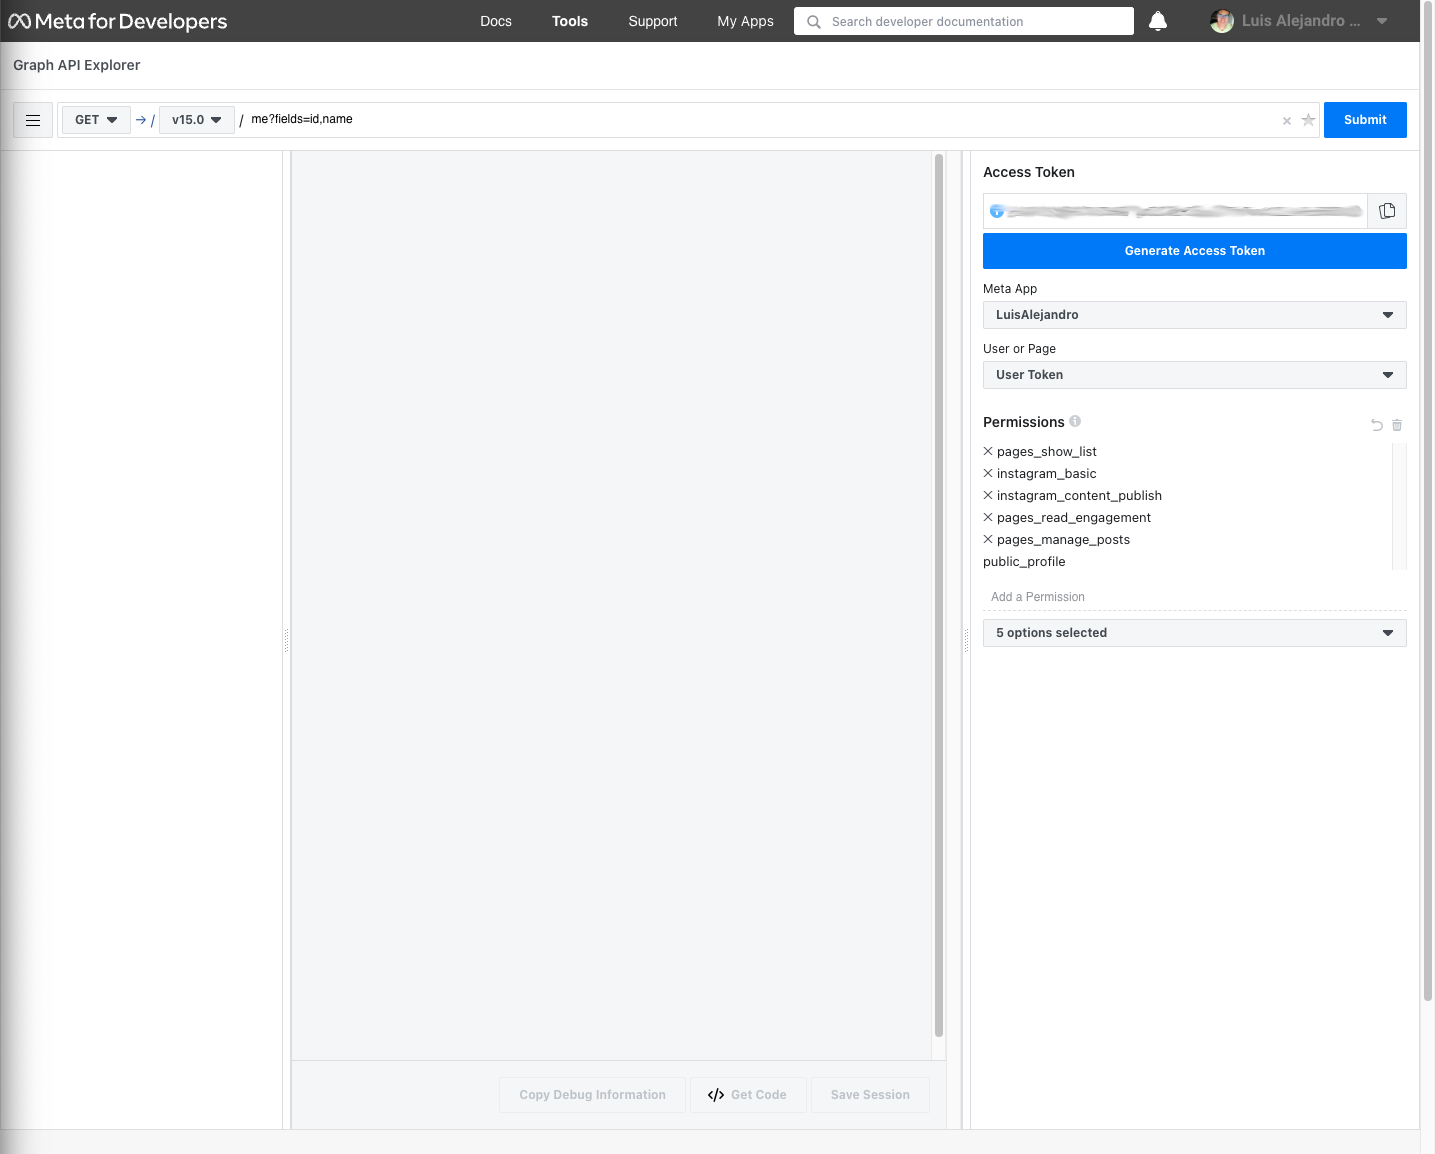 Meta for Developers
Docs Tools Support My Apps Search developer documentation Luis Alejandro ...
Graph API Explorer
GET → / v15.0 / me?fields=id,name × Submit
Access Token
Generate Access Token
Meta App
LuisAlejandro
User or Page
User Token
Permissions
pages_show_list
instagram_basic
instagram_content_publish
pages_read_engagement
pages_manage_posts
public_profile
Add a Permission
5 options selected
Copy Debug Information </> Get Code Save Session